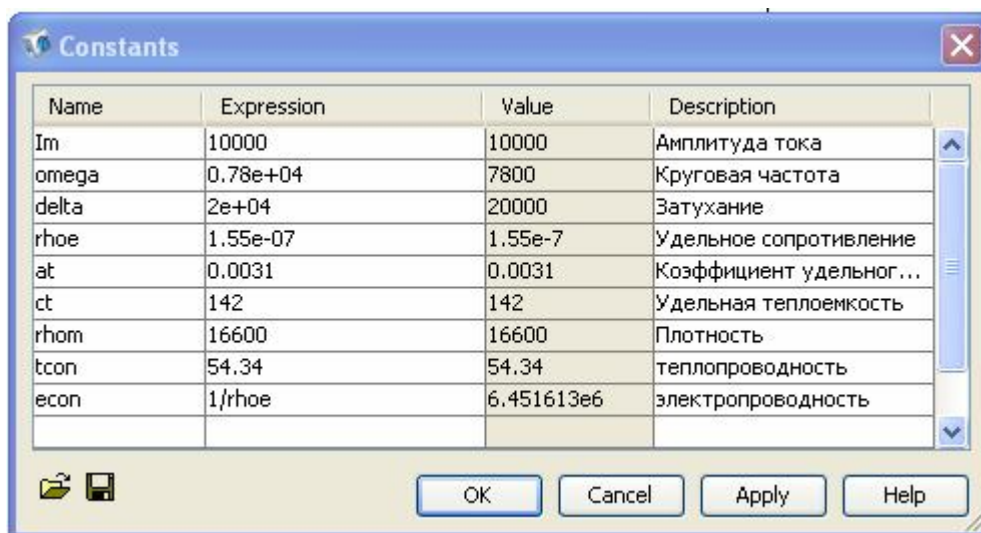 Constants
Name Expression Value Description
Im 10000 10000 Амплитуда тока
omega 0.78e+04 7800 Круговая частота
delta 2e+04 20000 Затухание
rhoe 1.55e-07 1.55e-7 Удельное сопротивление
at 0.0031 0.0031 Коэффициент удельног...
ct 142 142 Удельная теплоемкость
rhom 16600 16600 Плотность
tcon 54.34 54.34 теплопроводность
econ 1/rhoe 6.451613e6 электропроводность
OK Cancel Apply Help